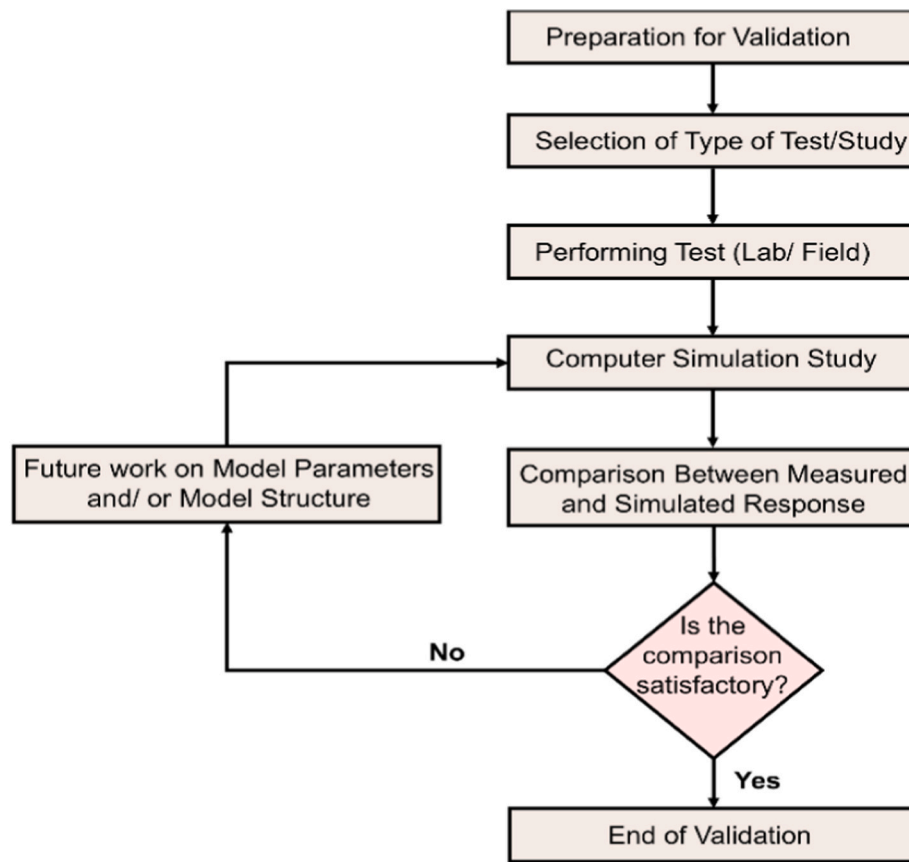 Preparation for Validation
Selection of Type of Test/Study
Performing Test (Lab/ Field)
Computer Simulation Study
Future work on Model Parameters
and/ or Model Structure
Comparison Between Measured
and Simulated Response
Is the
comparison
satisfactory?
No
Yes
End of Validation